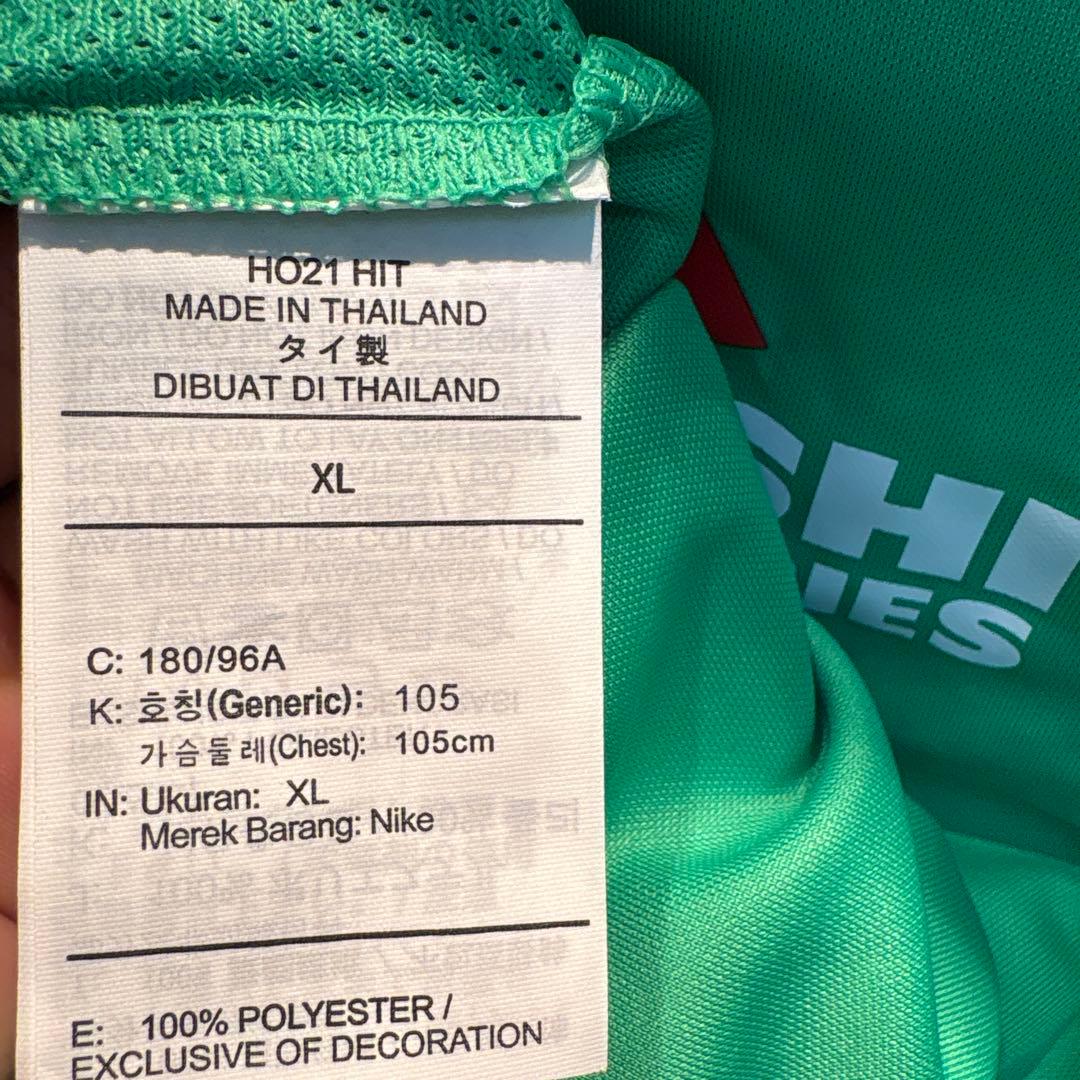 HO21 HIT
MADE IN THAILAND
タイ製
DIBUAT DI THAILAND
XL
C: 180/96A
K: 호칭(Generic): 105
가슴둘레(Chest): 105cm
IN: Ukuran: XL
Merek Barang: Nike
E: 100% POLYESTER /
EXCLUSIVE OF DECORATION
SHI
IES